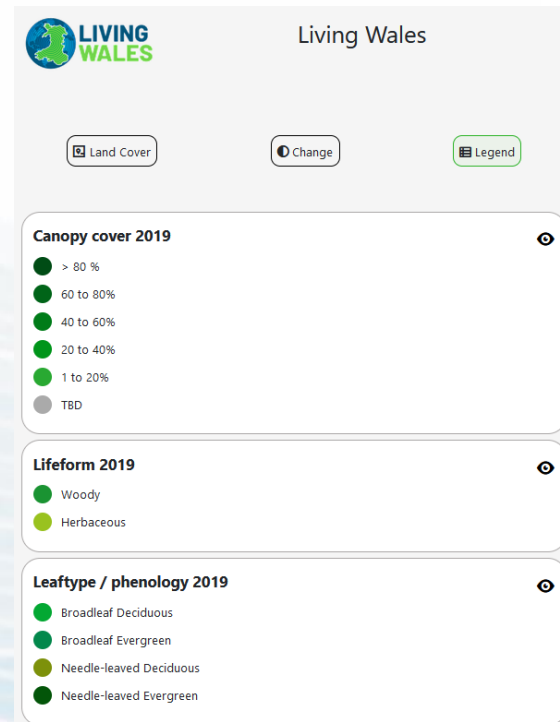 LIVING
WALES
Living Wales
Land Cover
Change
Legend
Canopy cover 2019
> 80 %
60 to 80%
40 to 60%
20 to 40%
1 to 20%
TBD
Lifeform 2019
Woody
Herbaceous
Leaftype / phenology 2019
Broadleaf Deciduous
Broadleaf Evergreen
Needle-leaved Deciduous
Needle-leaved Evergreen